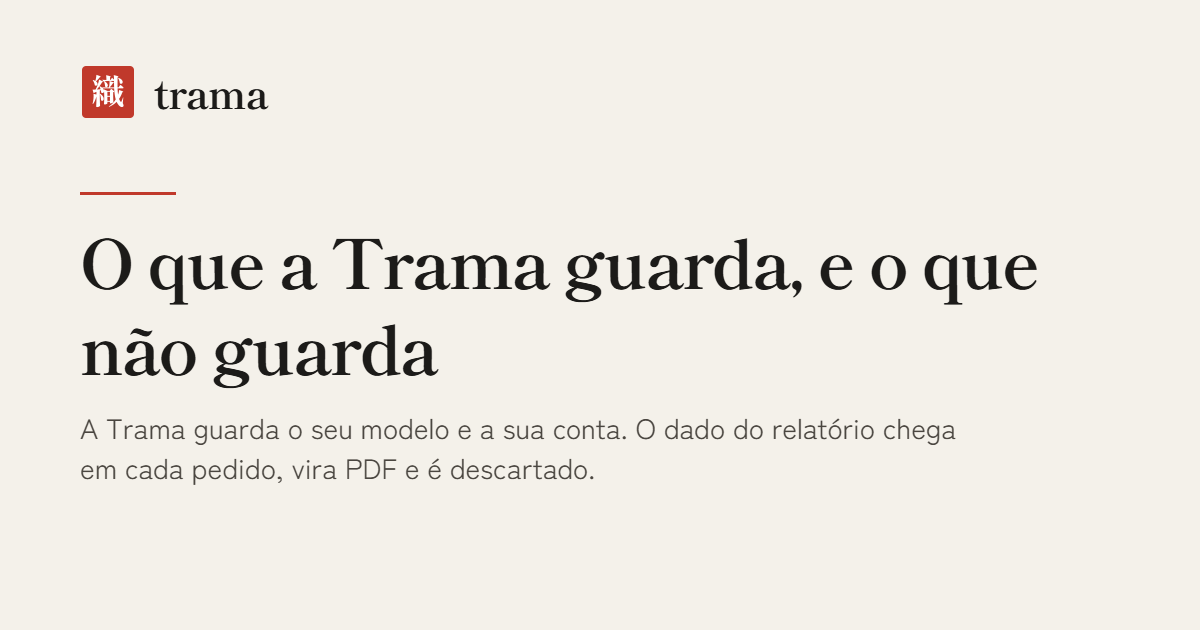 織 trama
O que a Trama guarda, e o que
não guarda
A Trama guarda o seu modelo e a sua conta. O dado do relatório chega
em cada pedido, vira PDF e é descartado.